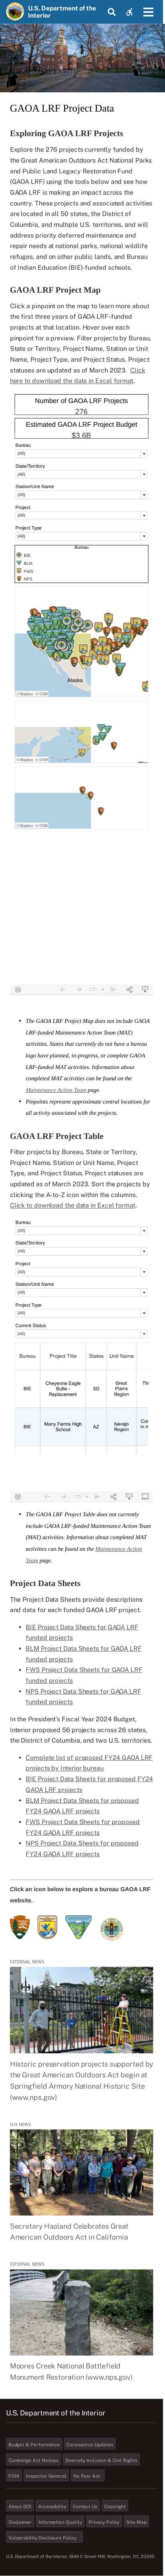 U.S. Department of the
Interior
GAOA LRF Project Data
Exploring GAOA LRF Projects
Explore the 276 projects currently funded by
the Great American Outdoors Act National Parks
and Public Land Legacy Restoration Fund
(GAOA LRF) using the tools below and see how
GAOA LRF is making an impact across the
country. These projects and associated activities
are located in all 50 states, the District of
Columbia, and multiple U.S. territories, and will
address priority deferred maintenance and
repair needs at national parks, national wildlife
refuges, and on other public lands, and Bureau
of Indian Education (BIE)-funded schools.
GAOA LRF Project Map
Click a pinpoint on the map to learn more about
the first three years of GAOA LRF-funded
projects at that location. Hover over each
pinpoint for a preview. Filter projects by Bureau,
State or Territory, Project Name, Station or Unit
Name, Project Type, and Project Status. Project
statuses are updated as of March 2023. Click
here to download the data in Excel format.
Number of GAOA LRF Projects
276
Estimated GAOA LRF Project Budget
$3.6B
Bureau
(All)
State/Territory
(All)
Station/Unit Name
(All)
Project
(All)
Project Type
(All)
Bureau
BIE
BLM
FWS
NPS
Alaska
© Mapbox © OSM
© Mapbox © OSM
© Mapbox © OSM
The GAOA LRF Project Map does not include GAOA
LRF-funded Maintenance Action Team (MAT)
activities. States that currently do not have a bureau
logo have planned, in-progress, or complete GAOA
LRF-funded MAT activities. Information about
completed MAT activities can be found on the
Maintenance Action Team page.
Pinpoints represent approximate central locations for
all activity associated with the projects.
GAOA LRF Project Table
Filter projects by Bureau, State or Territory,
Project Name, Station or Unit Name, Project
Type, and Project Status. Project statuses are
updated as of March 2023. Sort the projects by
clicking the A-to-Z icon within the columns.
Click to download the data in Excel format.
Bureau
(All)
State/Territory
(All)
Project
(All)
Station/Unit Name
(All)
Project Type
(All)
Current Status
(All)
Bureau Project Title States Unit Name
BIE Cheyenne Eagle Butte - Replacement SD Great Plains Region
BIE Many Farms High School AZ Navajo Region
The GAOA LRF Project Table does not currently
include GAOA LRF-funded Maintenance Action Team
(MAT) activities. Information about completed MAT
activities can be found on the Maintenance Action
Team page.
Project Data Sheets
The Project Data Sheets provide descriptions
and data for each funded GAOA LRF project.
BIE Project Data Sheets for GAOA LRF
funded projects
BLM Project Data Sheets for GAOA LRF
funded projects
FWS Project Data Sheets for GAOA LRF
funded projects
NPS Project Data Sheets for GAOA LRF
funded projects
In the President's Fiscal Year 2024 Budget,
Interior proposed 56 projects across 26 states,
the District of Columbia, and two U.S. territories.
Complete list of proposed FY24 GAOA LRF
projects by Interior bureau
BIE Project Data Sheets for proposed FY24
GAOA LRF projects
BLM Project Data Sheets for proposed
FY24 GAOA LRF projects
FWS Project Data Sheets for proposed
FY24 GAOA LRF projects
NPS Project Data Sheets for proposed
FY24 GAOA LRF projects
Click an icon below to explore a bureau GAOA LRF
website.
EXTERNAL NEWS
Historic preservation projects supported by
the Great American Outdoors Act begin at
Springfield Armory National Historic Site
(www.nps.gov)
DOI NEWS
Secretary Haaland Celebrates Great
American Outdoors Act in California
EXTERNAL NEWS
Moores Creek National Battlefield
Monument Restoration (www.nps.gov)
U.S. Department of the Interior
Budget & Performance Coronavirus Updates
Cummings Act Notices Diversity Inclusion & Civil Rights
FOIA Inspector General No Fear Act
About DOI Accessibility Contact Us Copyright
Disclaimer Information Quality Privacy Policy Site Map
Vulnerability Disclosure Policy
U.S. Department of the Interior, 1849 C Street NW, Washington, DC 20240.